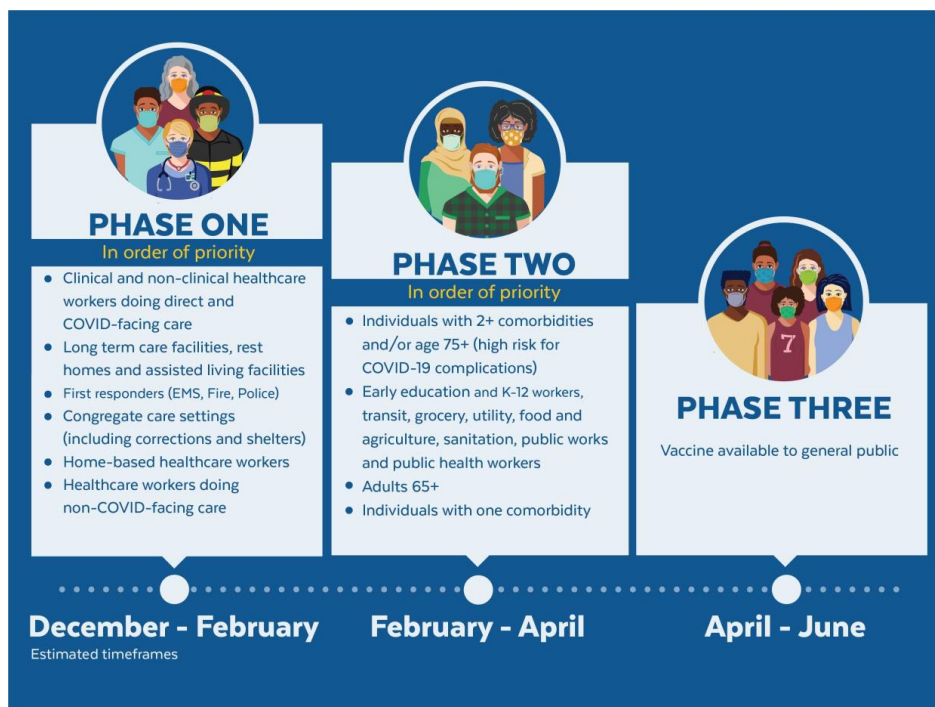 PHASE ONE
In order of priority
• Clinical and non-clinical healthcare
workers doing direct and
COVID-facing care
• Long term care facilities, rest
homes and assisted living facilities
• First responders (EMS, Fire, Police)
• Congregate care settings
(including corrections and shelters)
• Home-based healthcare workers
• Healthcare workers doing
non-COVID-facing care
December - February
Estimated timeframes
PHASE TWO
In order of priority
• Individuals with 2+ comorbidities
and/or age 75+ (high risk for
COVID-19 complications)
• Early education and K-12 workers,
transit, grocery, utility, food and
agriculture, sanitation, public works
and public health workers
• Adults 65+
• Individuals with one comorbidity
February - April
7
PHASE THREE
Vaccine available to general public
April - June